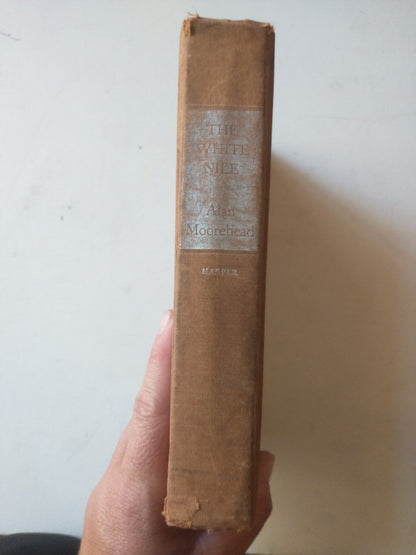 THE
WHITE
NILE
Alan
Moorehead
HARPER